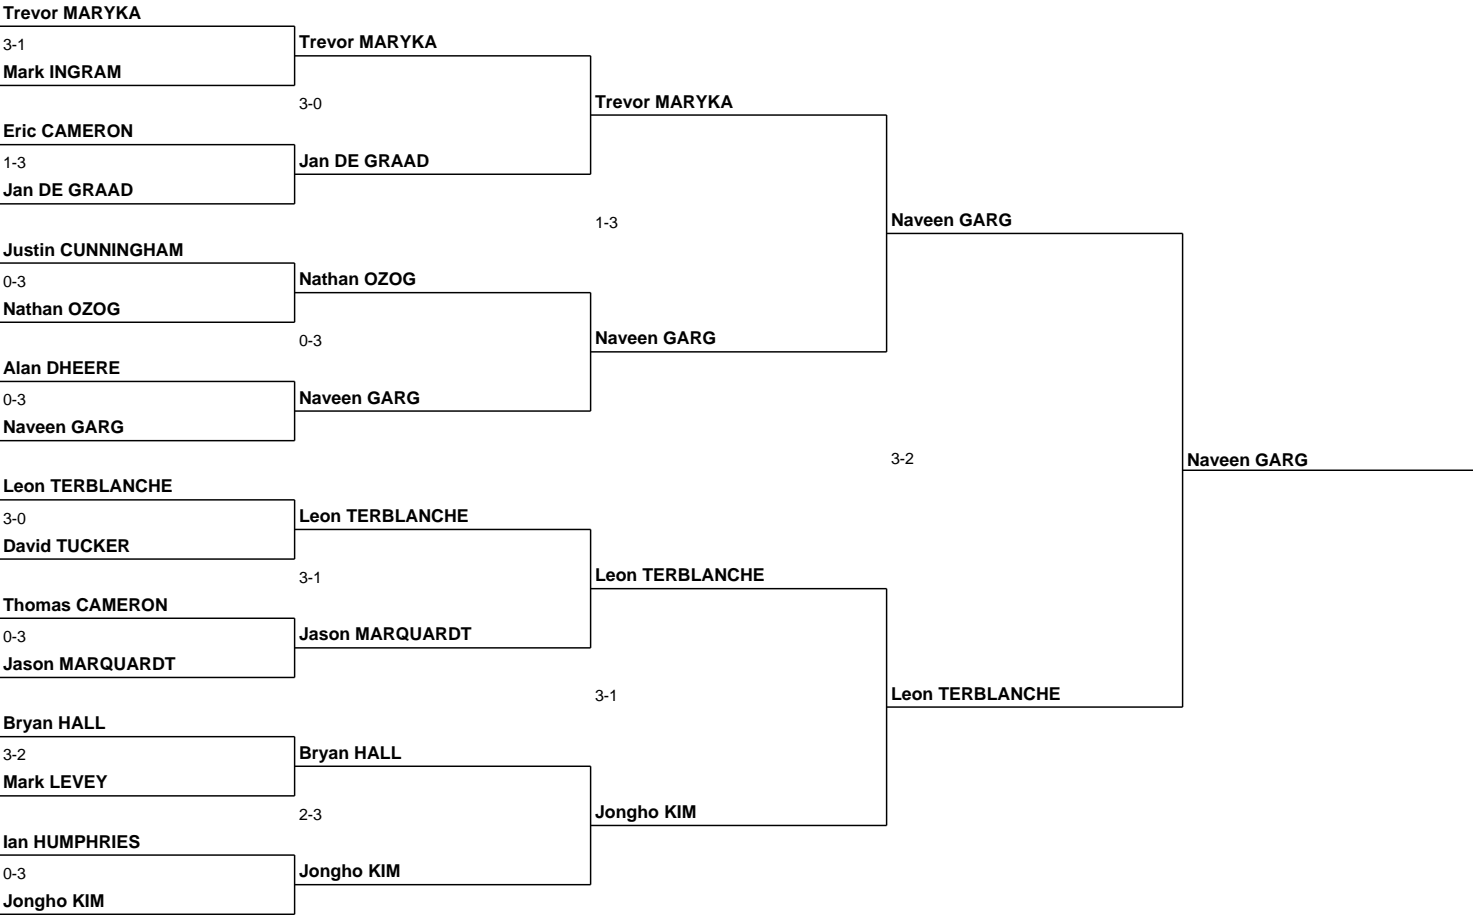 Trevor MARYKA
3-1
Mark INGRAM
Eric CAMERON
1-3
Jan DE GRAAD
Justin CUNNINGHAM
0-3
Nathan OZOG
Alan DHEERE
0-3
Naveen GARG
Leon TERBLANCHE
3-0
David TUCKER
Thomas CAMERON
0-3
Jason MARQUARDT
Bryan HALL
3-2
Mark LEVEY
Ian HUMPHRIES
0-3
Jongho KIM
Trevor MARYKA
3-0
Jan DE GRAAD
Nathan OZOG
0-3
Naveen GARG
Leon TERBLANCHE
3-1
Jason MARQUARDT
Bryan HALL
2-3
Jongho KIM
Trevor MARYKA
1-3
Naveen GARG
Leon TERBLANCHE
3-1
Jongho KIM
Naveen GARG
3-2
Leon TERBLANCHE
Naveen GARG